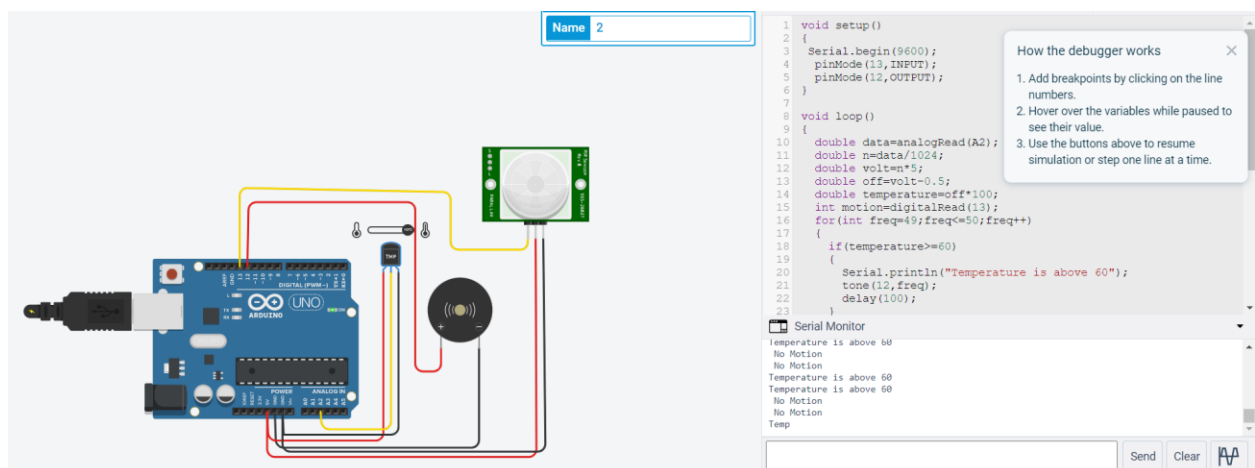 Name 2
1 void setup()
2 {
3 Serial.begin(9600);
4 pinMode(13,INPUT);
5 pinMode(12,OUTPUT);
6 }
7
8 void loop()
9 {
10 double data=analogRead(A2);
11 double n=data/1024;
12 double volt=n*5;
13 double off=volt-0.5;
14 double temperature=off*100;
15 int motion=digitalRead(13);
16 for(int freq=49;freq<=50;freq++)
17 {
18 if(temperature>=60)
19 {
20 Serial.println("Temperature is above 60");
21 tone(12,freq);
22 delay(100);
23 }
How the debugger works
1. Add breakpoints by clicking on the line
numbers.
2. Hover over the variables while paused to
see their value.
3. Use the buttons above to resume
simulation or step one line at a time.
Serial Monitor
Temperature is above 60
No Motion
No Motion
Temperature is above 60
Temperature is above 60
No Motion
No Motion
Temp
Send Clear
TMP
DIGITAL (PWM~)
UNO
ARDUINO
POWER
ANALOG IN